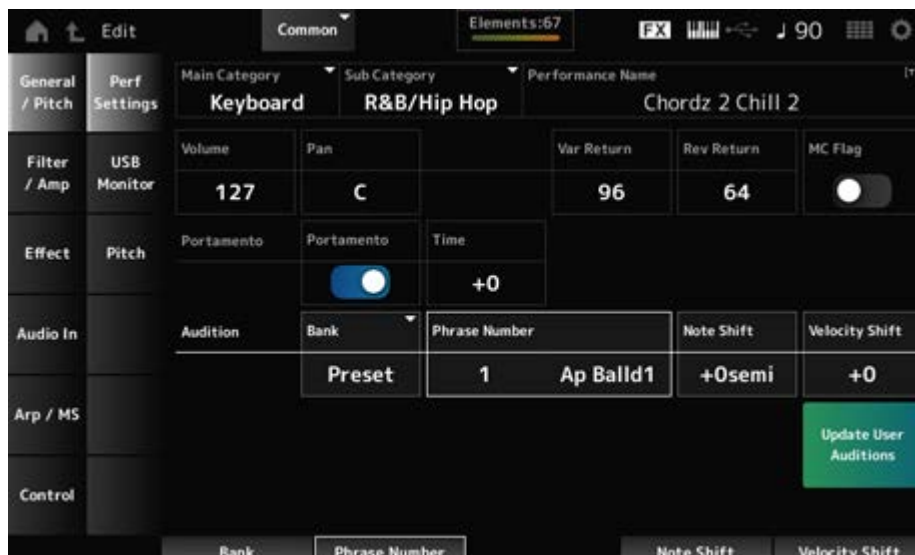 Edit
Common
Elements:67
FX
90
General / Pitch
Perf Settings
Main Category
Sub Category
Performance Name
Keyboard
R&B/Hip Hop
Chordz 2 Chill 2
Filter / Amp
USB Monitor
Volume
Pan
Var Return
Rev Return
MC Flag
127
C
96
64
Effect
Pitch
Portamento
Portamento
Time
+0
Audio In
Audition
Bank
Phrase Number
Note Shift
Velocity Shift
Preset
1
Ap Balld1
+0semi
+0
Arp / MS
Update User Auditions
Control
Bank
Phrase Number
Note Shift
Velocity Shift